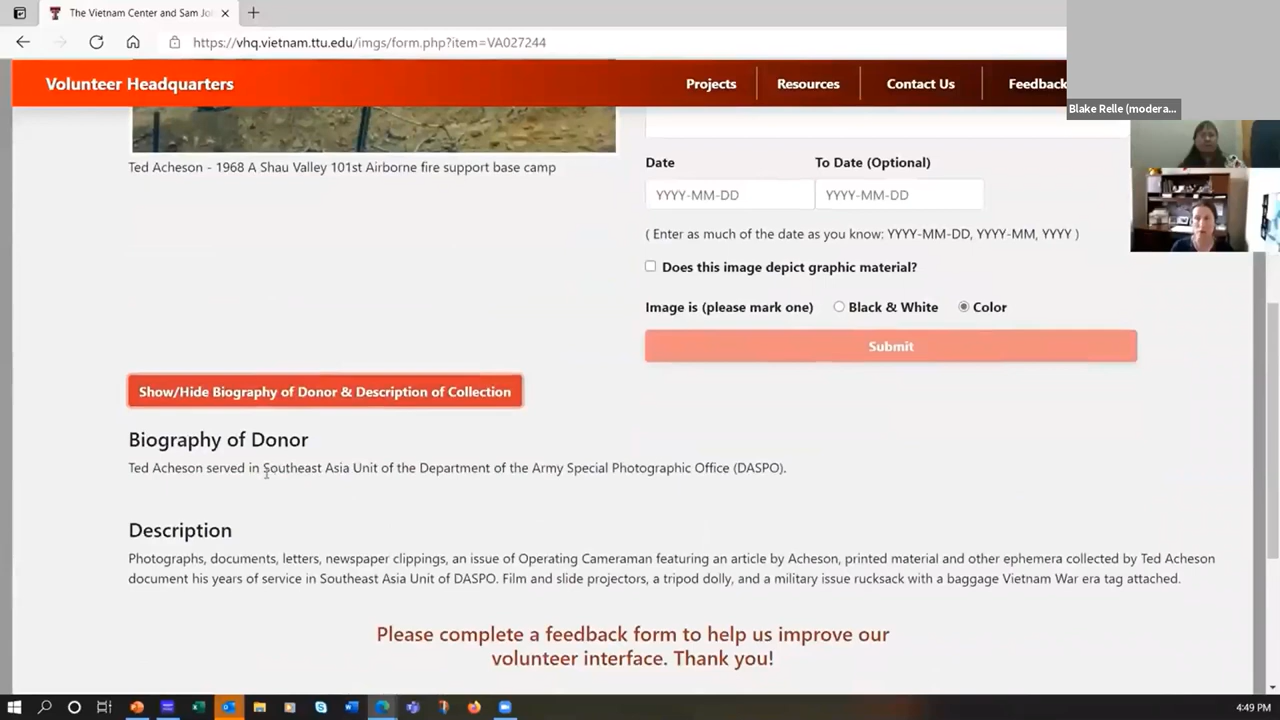 The Vietnam Center and Sam Jo
https://vhq.vietnam.ttu.edu/imgs/form.php?item=VA027244
Volunteer Headquarters
Projects
Resources
Contact Us
Feedback
Blake Relle (modera...
Ted Acheson - 1968 A Shau Valley 101st Airborne fire support base camp
Date
To Date (Optional)
YYYY-MM-DD
YYYY-MM-DD
( Enter as much of the date as you know: YYYY-MM-DD, YYYY-MM, YYYY )
Does this image depict graphic material?
Image is (please mark one)
Black & White
Color
Submit
Show/Hide Biography of Donor & Description of Collection
Biography of Donor
Ted Acheson served in Southeast Asia Unit of the Department of the Army Special Photographic Office (DASPO).
Description
Photographs, documents, letters, newspaper clippings, an issue of Operating Cameraman featuring an article by Acheson, printed material and other ephemera collected by Ted Acheson
document his years of service in Southeast Asia Unit of DASPO. Film and slide projectors, a tripod dolly, and a military issue rucksack with a baggage Vietnam War era tag attached.
Please complete a feedback form to help us improve our
volunteer interface. Thank you!
4:49 PM